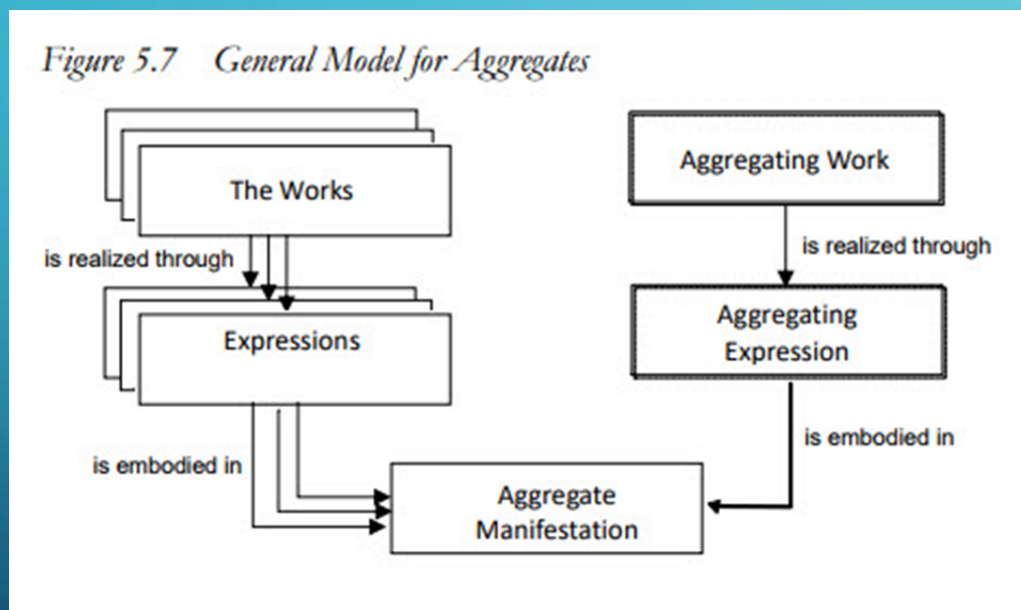 Figure 5.7 General Model for Aggregates
The Works
Aggregating Work
is realized through
is realized through
Expressions
Aggregating
Expression
is embodied in
is embodied in
Aggregate
Manifestation